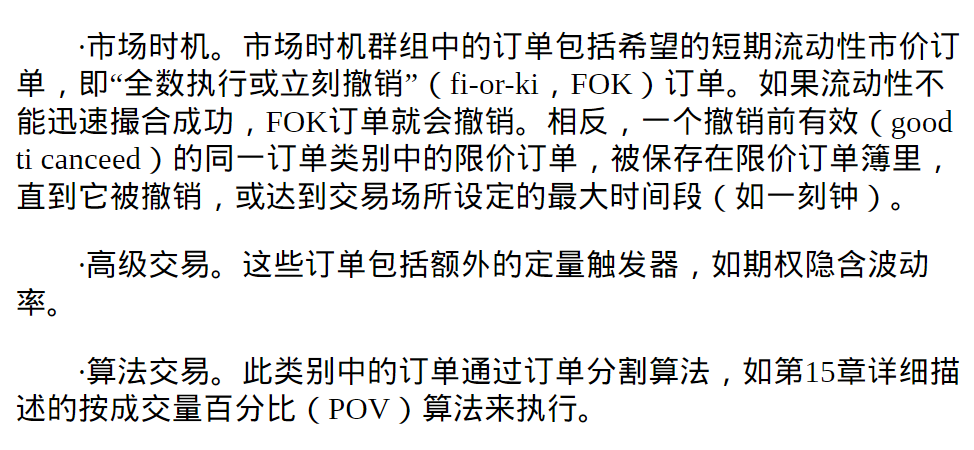 ·市场时机。市场时机群组中的订单包括希望的短期流动性市价订
单，即“全数执行或立刻撤销”（fi-or-ki，FOK）订单。如果流动性不
能迅速撮合成功，FOK订单就会撤销。相反，一个撤销前有效（good
ti canceed）的同一订单类别中的限价订单，被保存在限价订单簿里，
直到它被撤销，或达到交易场所设定的最大时间段（如一刻钟）。
·高级交易。这些订单包括额外的定量触发器，如期权隐含波动
率。
·算法交易。此类别中的订单通过订单分割算法，如第15章详细描
述的按成交量百分比（POV）算法来执行。